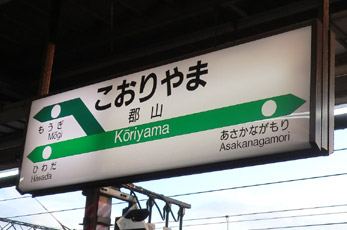 こおりやま
郡山
Kōriyama
もうぎ
Mōgi
ひわだ
Hiwada
あさかながもり
Asakanagamori